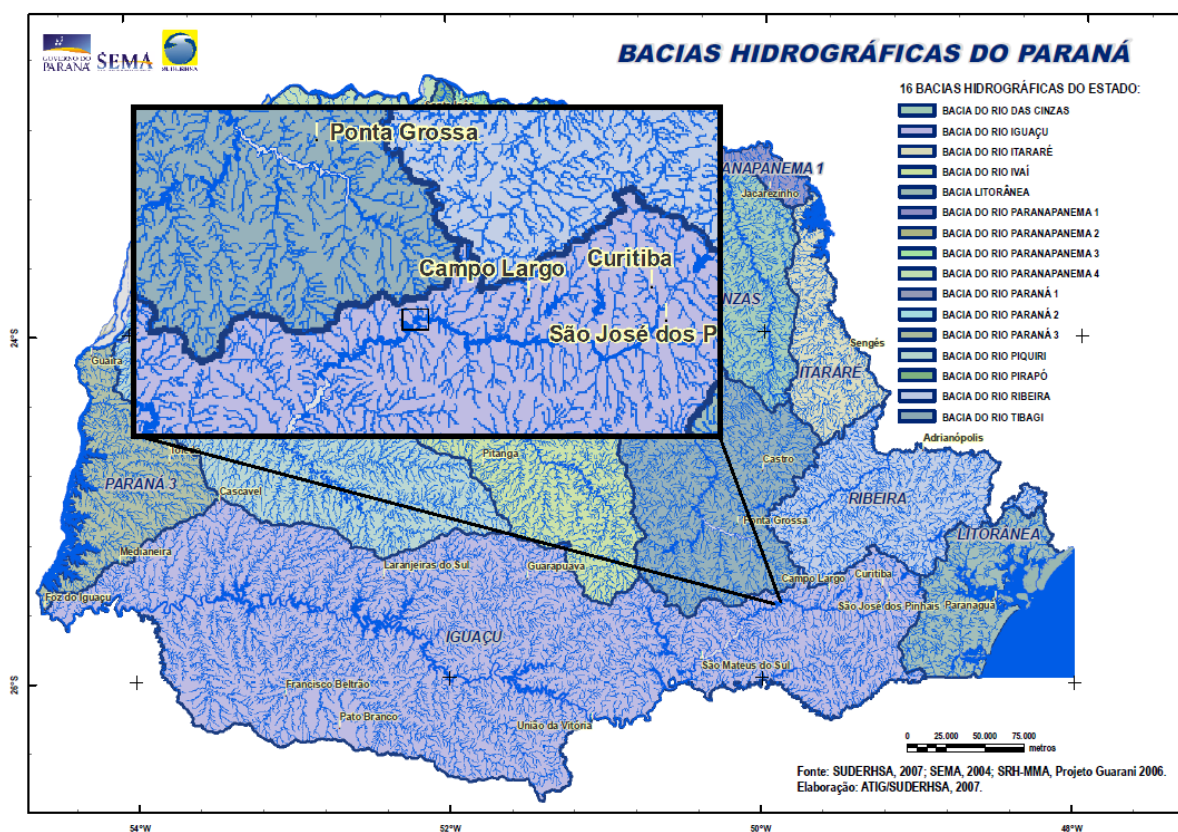 GOVERNO DO
PARANÁ
SEMA
SUDERHSA
BACIAS HIDROGRÁFICAS DO PARANÁ
16 BACIAS HIDROGRÁFICAS DO ESTADO:
BACIA DO RIO DAS CINZAS
BACIA DO RIO IGUAÇU
BACIA DO RIO ITARARÉ
BACIA DO RIO IVAÍ
BACIA LITORÂNEA
BACIA DO RIO PARANAPANEMA 1
BACIA DO RIO PARANAPANEMA 2
BACIA DO RIO PARANAPANEMA 3
BACIA DO RIO PARANAPANEMA 4
BACIA DO RIO PARANÁ 1
BACIA DO RIO PARANÁ 2
BACIA DO RIO PARANÁ 3
BACIA DO RIO PIQUIRI
BACIA DO RIO PIRAPÓ
BACIA DO RIO RIBEIRA
BACIA DO RIO TIBAGI
Ponta Grossa
Campo Largo
Curitiba
São José dos P
ANAPANEMA 1
Jacarezinho
NZAS
Sengés
ITARARÉ
24°S
Guaíra
Adrianópolis
Castro
Pitanga
PARANÁ 3
Cascavel
RIBEIRA
Ponta Grossa
LITORÂNEA
Medianeira
Laranjeiras do Sul
Guarapuava
Campo Largo
Curitiba
Foz do Iguaçu
São José dos Pinhais
Paranaguá
IGUAÇU
São Mateus do Sul
26°S
Francisco Beltrão
Pato Branco
União da Vitória
0 25.000 50.000 75.000
metros
Fonte: SUDERHSA, 2007; SEMA, 2004; SRH-MMA, Projeto Guarani 2006.
Elaboração: ATIG/SUDERHSA, 2007.
54°W
52°W
50°W
48°W